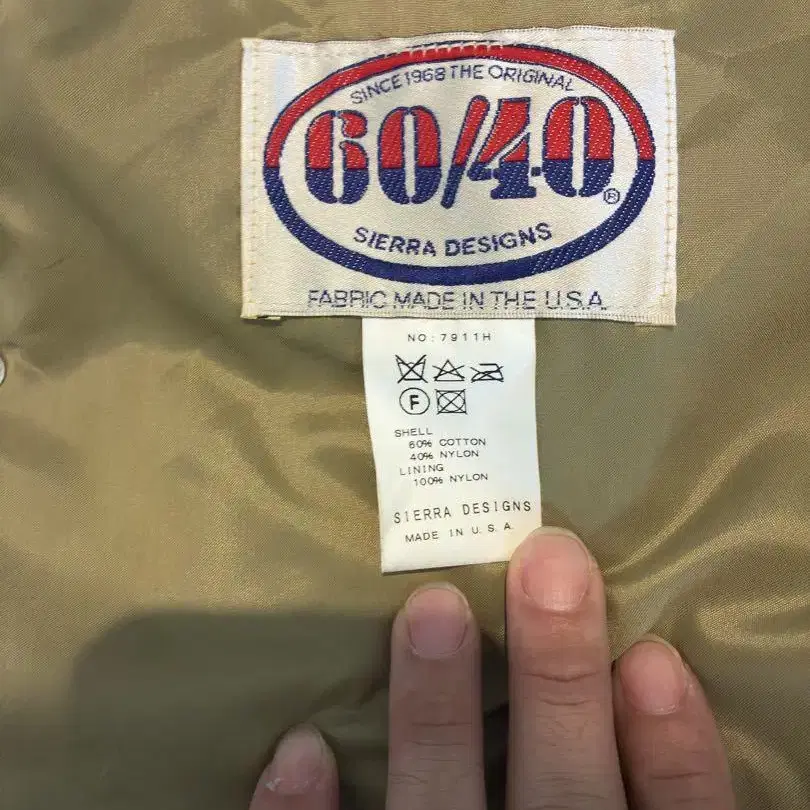 SINCE 1968 THE ORIGINAL
60/40
®
SIERRA DESIGNS
FABRIC MADE IN THE U.S.A.
NO:7911H
F
SHELL
60% COTTON
40% NYLON
LINING
100% NYLON
SIERRA DESIGNS
MADE IN U.S.A.